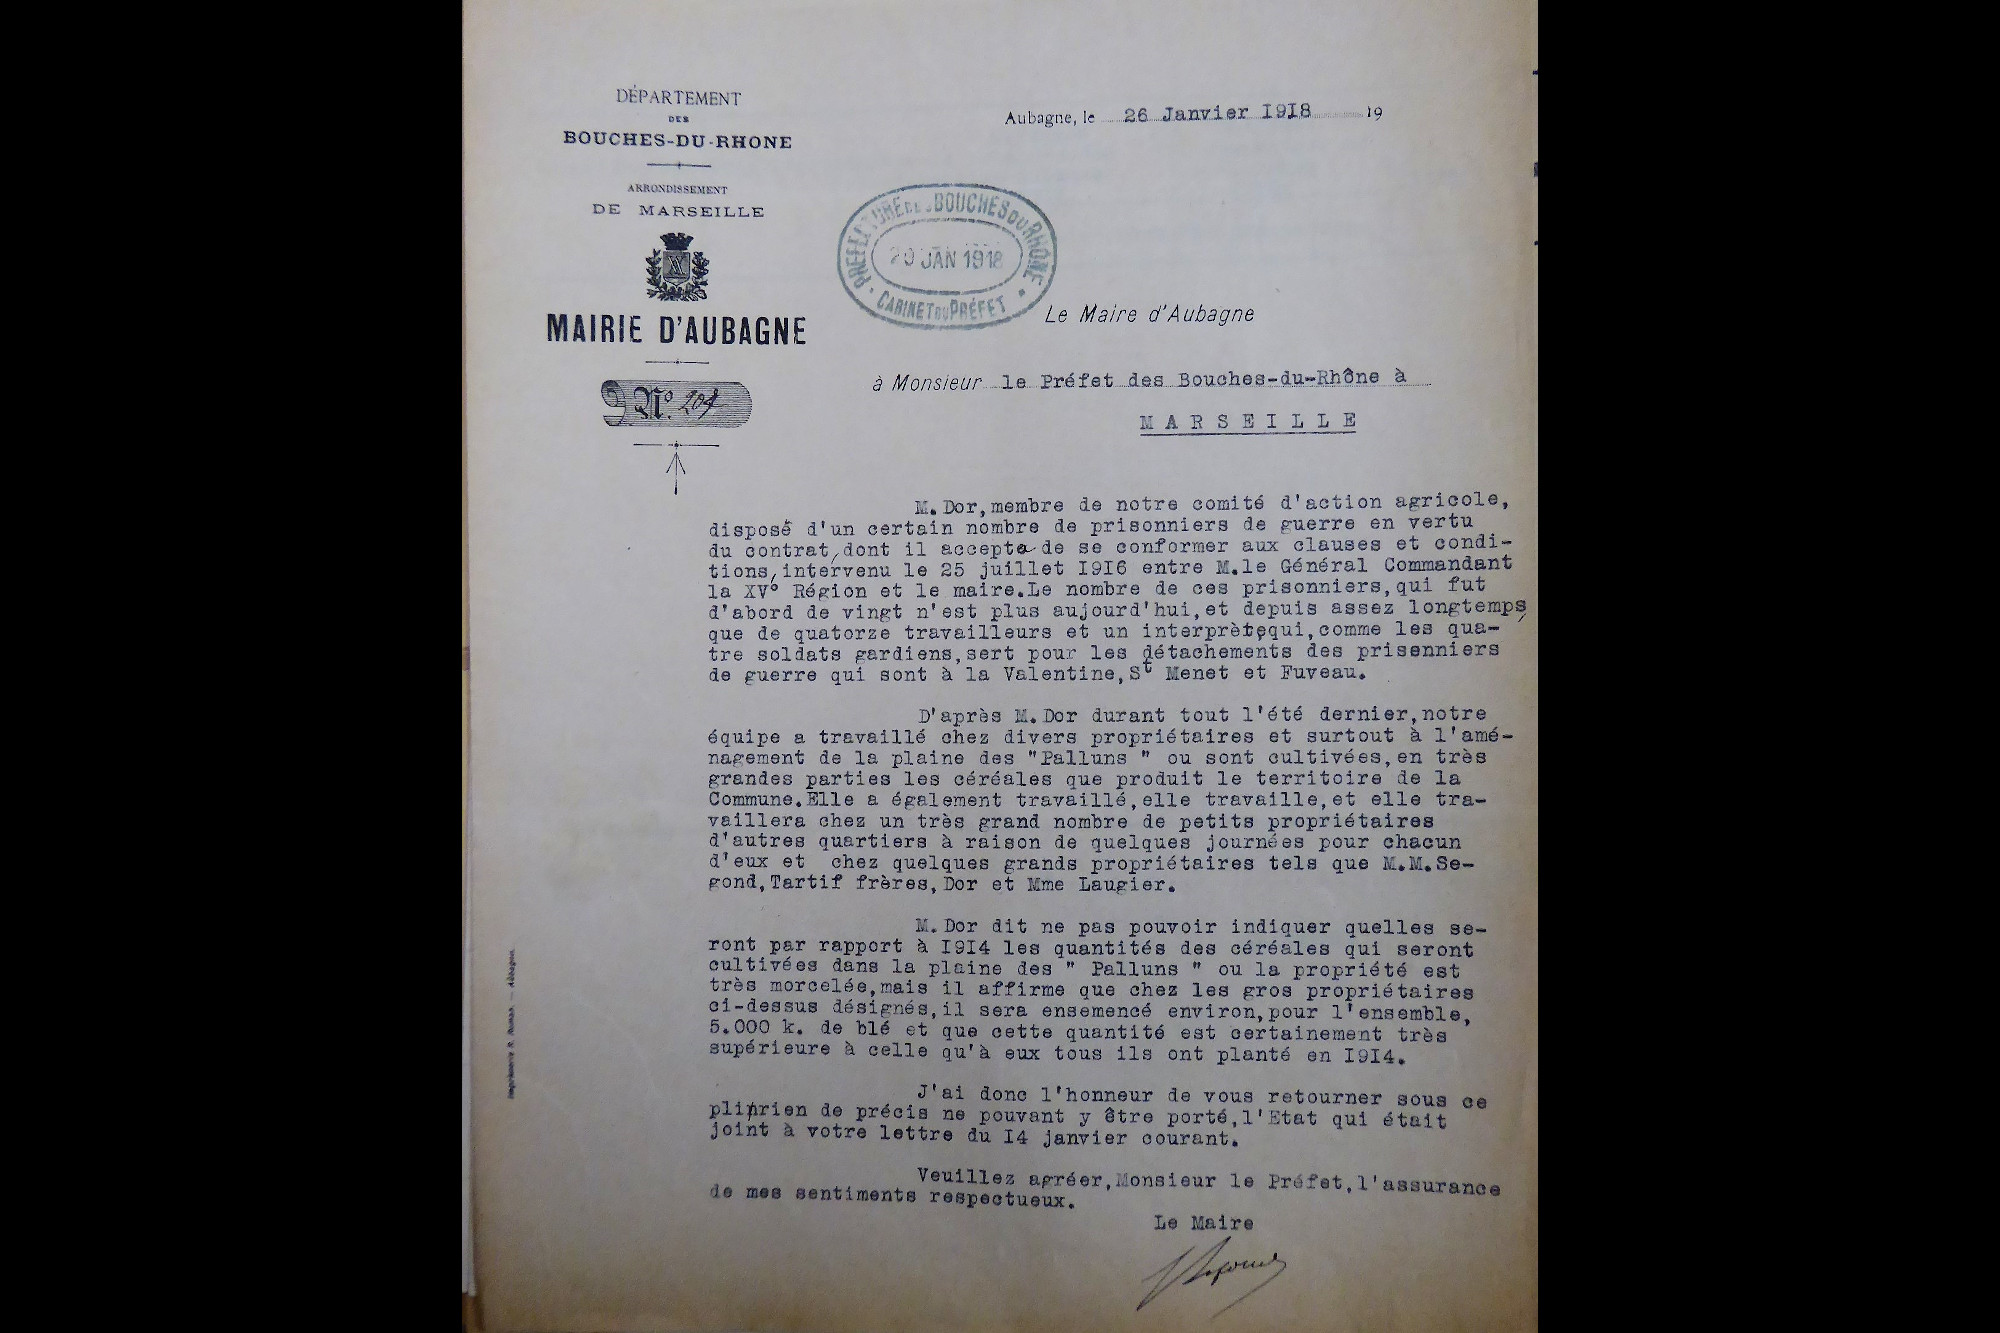 DÉPARTEMENT
DES
BOUCHES-DU-RHONE
ARRONDISSEMENT
DE MARSEILLE
MAIRIE D'AUBAGNE
Nº.
Aubagne, le 26 Janvier I9I8 19
PREFECTURE DES BOUCHES DU RHÔNE
JAN 1918
CABINET DU PRÉFET
Le Maire d'Aubagne
à Monsieur le Préfet des Bouches-du-Rhône à
MARSEILLE
M.Dor,membre de notre comité d'action agricole,
disposé d'un certain nombre de prisonniers de guerre en vertu
du contrat,dont il accepte de se conformer aux clauses et condi-
tions,intervenu le 25 juillet I9I6 entre M.le Général Commandant
la XV° Région et le maire.Le nombre de ces prisonniers,qui fut
d'abord de vingt n'est plus aujourd'hui,et depuis assez longtemps,
que de quatorze travailleurs et un interprète,qui,comme les qua-
tre soldats gardiens,sert pour les détachements des prisenniers
de guerre qui sont à la Valentine,St Menet et Fuveau.
D'après M.Dor durant tout l'été dernier,notre
équipe a travaillé chez divers propriétaires et surtout à l'amé-
nagement de la plaine des "Palluns " ou sont cultivées,en très
grandes parties les céréales que produit le territoire de la
Commune.Elle a également travaillé,elle travaille,et elle tra-
vaillera chez un très grand nombre de petits propriétaires
d'autres quartiers à raison de quelques journées pour chacun
d'eux et chez quelques grands propriétaires tels que M.M.Se-
gond,Tartif frères,Dor et Mme Laugier.
M.Dor dit ne pas pouvoir indiquer quelles se-
ront par rapport à I9I4 les quantités des céréales qui seront
cultivées dans la plaine des " Palluns " ou la propriété est
très morcelée,mais il affirme que chez les gros propriétaires
ci-dessus désignés,il sera ensemencé environ,pour l'ensemble,
5.000 k. de blé et que cette quantité est certainement très
supérieure à celle qu'à eux tous ils ont planté en I9I4.
J'ai donc l'honneur de vous retourner sous ce
pli,rien de précis ne pouvant y être porté,l'Etat qui était
joint à votre lettre du I4 janvier courant.
Veuillez agréer,Monsieur le Préfet,l'assurance
de mes sentiments respectueux.
Le Maire
Imprimerie R. — Aubagne.